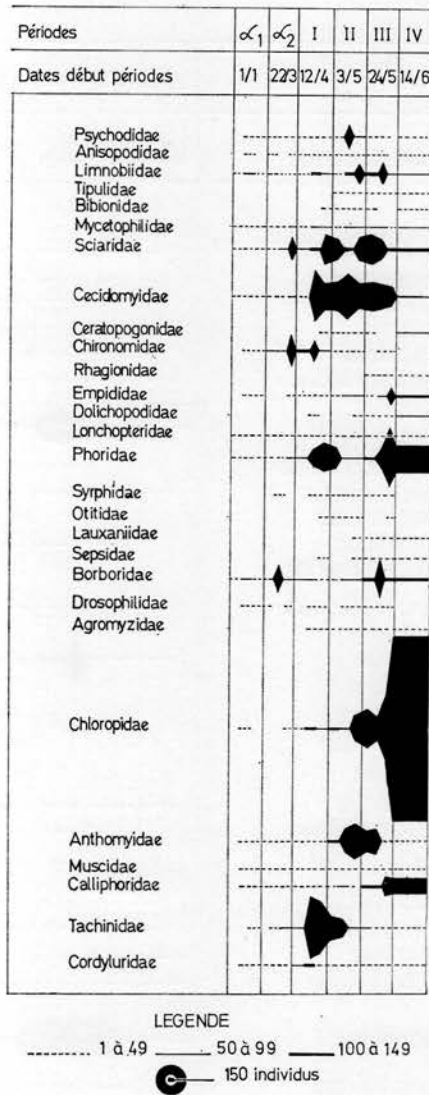 Périodes α1 α2 I II III IV
Dates début périodes 1/1 22/3 12/4 3/5 24/5 14/6
Psychodidae
Anisopodidae
Limnobiidae
Tipulidae
Bibionidae
Mycetophilidae
Sciaridae
Cecidomyidae
Ceratopogonidae
Chironomidae
Rhagionidae
Empididae
Dolichopodidae
Lonchopteridae
Phoridae
Syrphidae
Otitidae
Lauxaniidae
Sepsidae
Borboridae
Drosophilidae
Agromyzidae
Chloropidae
Anthomyidae
Muscidae
Calliphoridae
Tachinidae
Cordyluridae
LEGENDE
1 à 49 50 à 99 100 à 149
150 individus